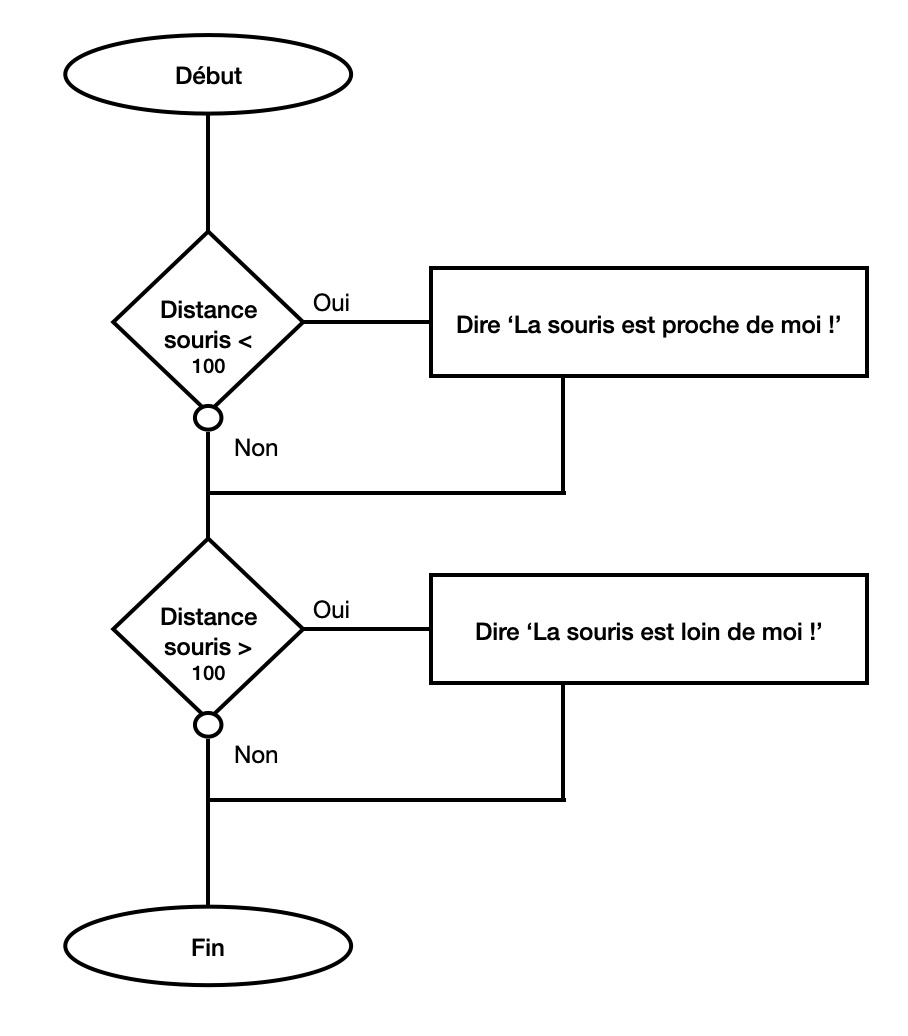 Début
Distance
souris <
100
Oui
Dire ‘La souris est proche de moi !’
Non
Distance
souris >
100
Oui
Dire ‘La souris est loin de moi !’
Non
Fin